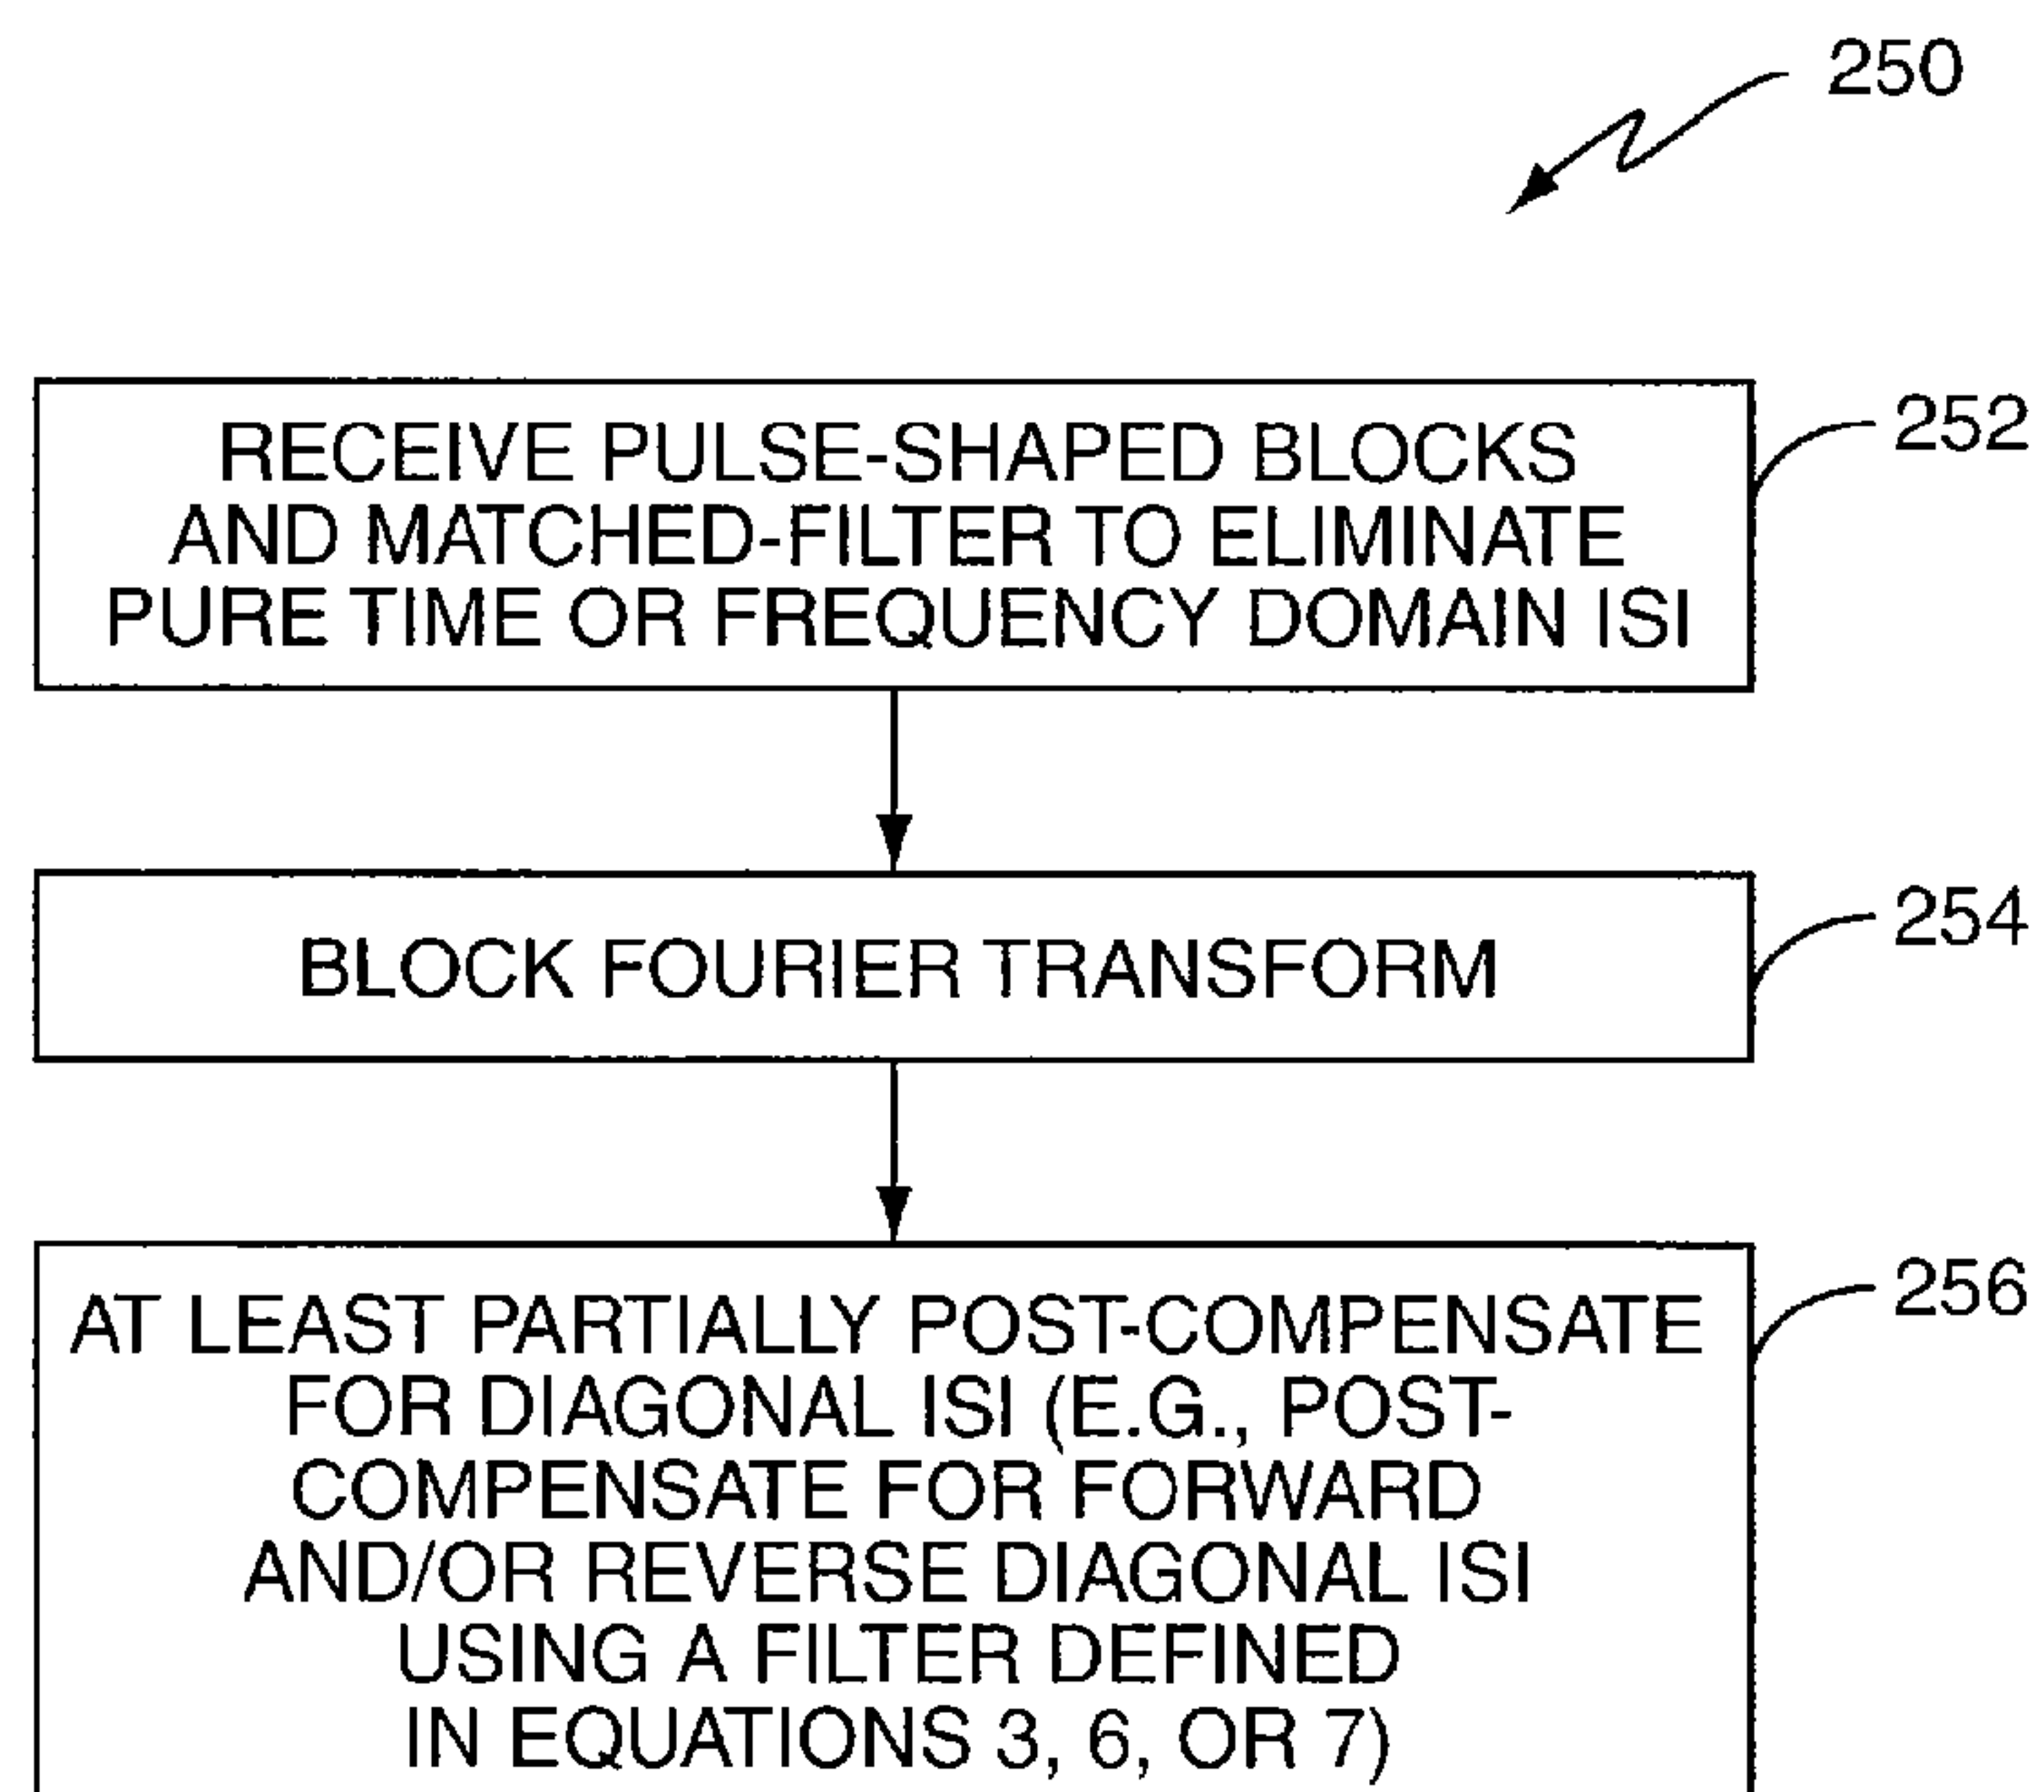 250
RECEIVE PULSE-SHAPED BLOCKS
AND MATCHED-FILTER TO ELIMINATE
PURE TIME OR FREQUENCY DOMAIN ISI
252
BLOCK FOURIER TRANSFORM
254
AT LEAST PARTIALLY POST-COMPENSATE
FOR DIAGONAL ISI (E.G., POST-
COMPENSATE FOR FORWARD
AND/OR REVERSE DIAGONAL ISI
USING A FILTER DEFINED
IN EQUATIONS 3, 6, OR 7)
256